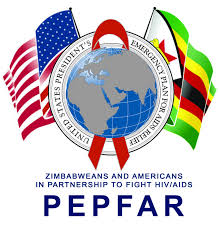 UNITED STATES PRESIDENT'S EMERGENCY PLAN FOR AIDS RELIEF
ZIMBABWEANS AND AMERICANS
IN PARTNERSHIP TO FIGHT HIV/AIDS
PEPFAR